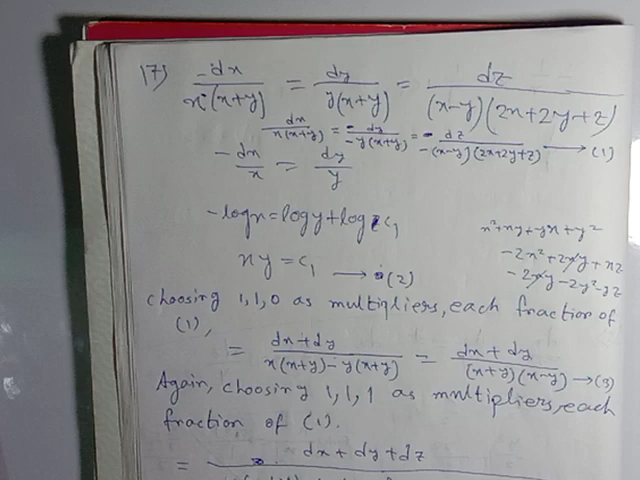 17) -dx / x(x+y) = dy / y(x+y) = dz / (x-y)(2x+2y+z)
dx / x(x+y) = dy / -y(x+y) = dz / -(x-y)(2x+2y+z) → (1)
-dx / x = dy / y
-logx = logy + log c₁
xy = c₁ → (2)
x²+xy+yx+y²
-2x²+2xy+xz
-2xy-2y²-yz
choosing 1,1,0 as multipliers, each fraction of
(1),
= dx+dy / x(x+y)-y(x+y) = dx+dy / (x+y)(x-y) → (3)
Again, choosing 1,1,1 as multipliers, each
fraction of (1).
= dx+dy+dz